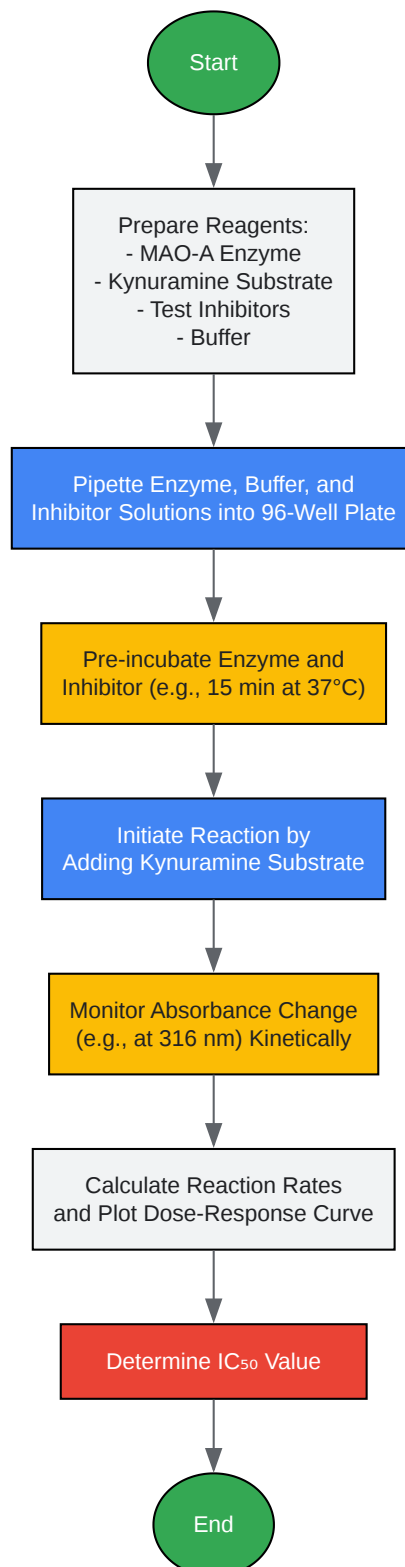 Start
Prepare Reagents:
- MAO-A Enzyme
- Kynuramine Substrate
- Test Inhibitors
- Buffer
Pipette Enzyme, Buffer, and
Inhibitor Solutions into 96-Well Plate
Pre-incubate Enzyme and
Inhibitor (e.g., 15 min at 37°C)
Initiate Reaction by
Adding Kynuramine Substrate
Monitor Absorbance Change
(e.g., at 316 nm) Kinetically
Calculate Reaction Rates
and Plot Dose-Response Curve
Determine IC₅₀ Value
End